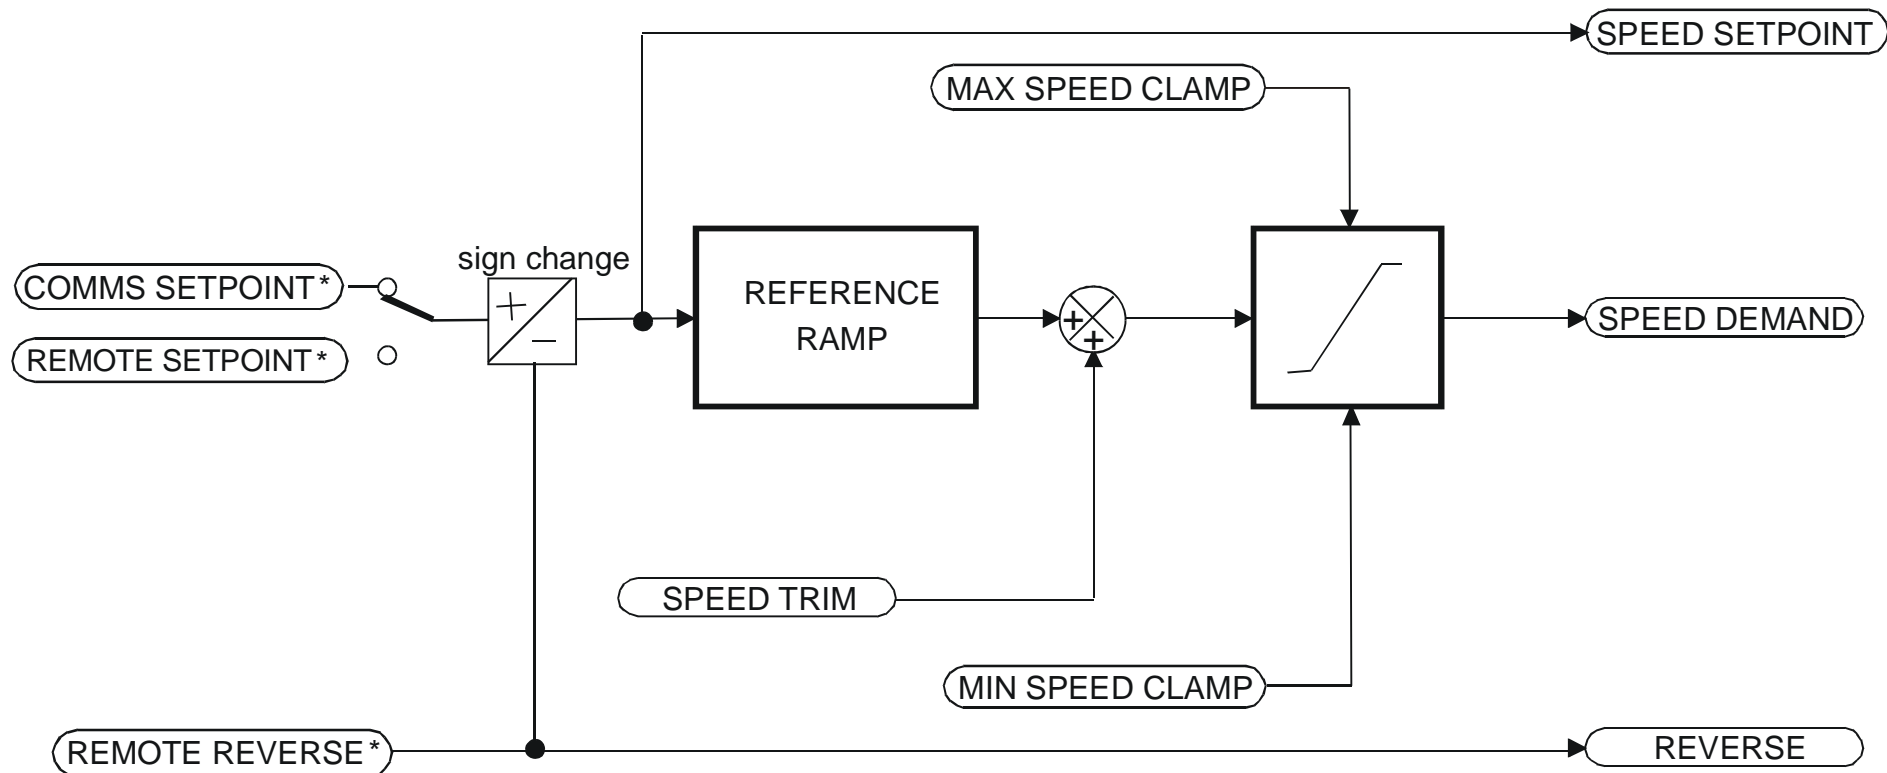 SPEED SETPOINT
MAX SPEED CLAMP
sign change
COMMS SETPOINT*
+
−
REFERENCE
RAMP
+
+
SPEED DEMAND
REMOTE SETPOINT*
SPEED TRIM
MIN SPEED CLAMP
REMOTE REVERSE*
REVERSE